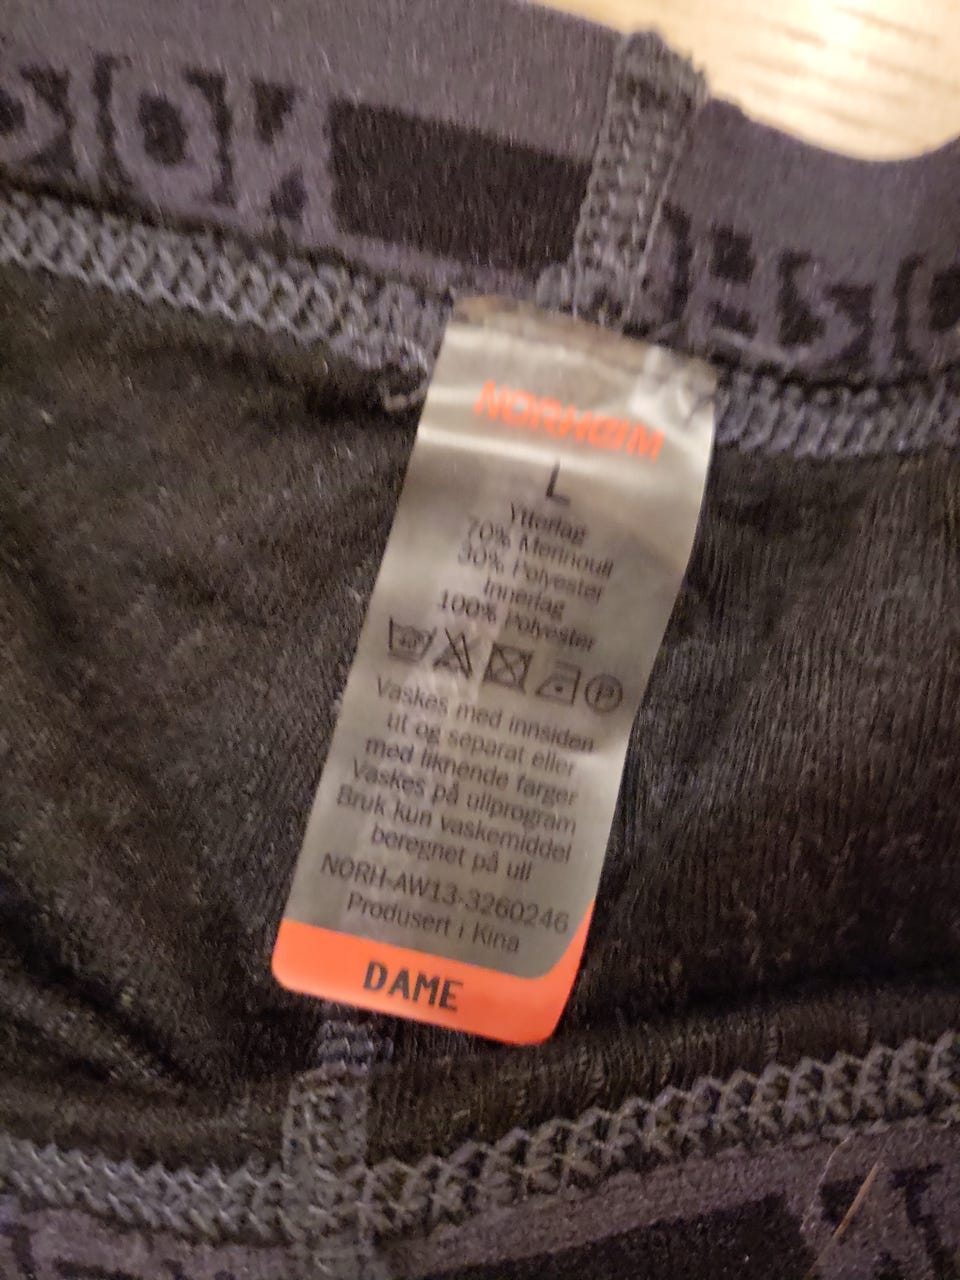 NORHEIM
L
Ytterlag
70% Merinoull
30% Polyester
Innerlag
100% polyester
P
Vaskes med innsiden
ut og separat eller
med liknende farger
Vaskes på ullprogram
Bruk kun vaskemiddel
beregnet på ull
NORH-AW13-3260246
Produsert i Kina
DAME